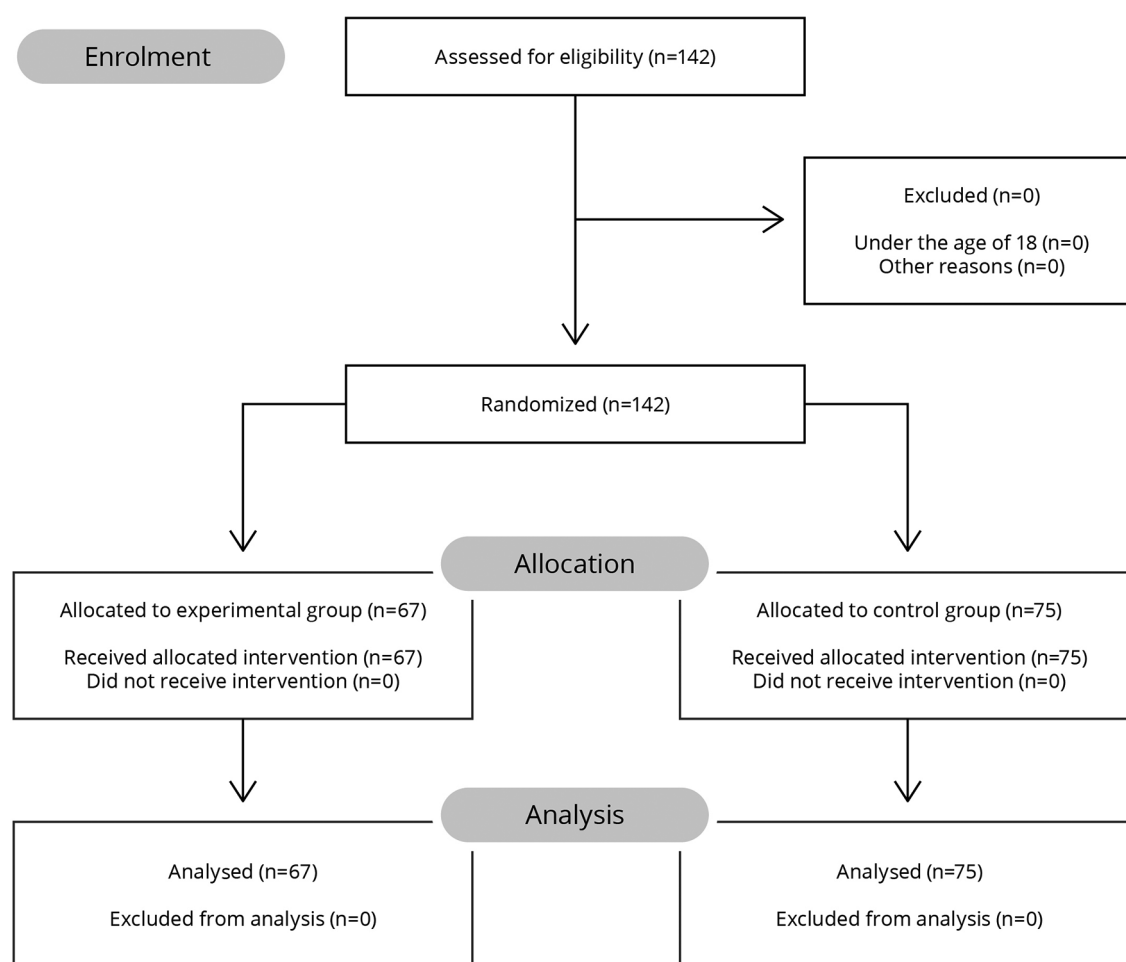 Enrolment
Assessed for eligibility (n=142)
Excluded (n=0)
Under the age of 18 (n=0)
Other reasons (n=0)
Randomized (n=142)
Allocation
Allocated to experimental group (n=67)
Received allocated intervention (n=67)
Did not receive intervention (n=0)
Allocated to control group (n=75)
Received allocated intervention (n=75)
Did not receive intervention (n=0)
Analysis
Analysed (n=67)
Excluded from analysis (n=0)
Analysed (n=75)
Excluded from analysis (n=0)